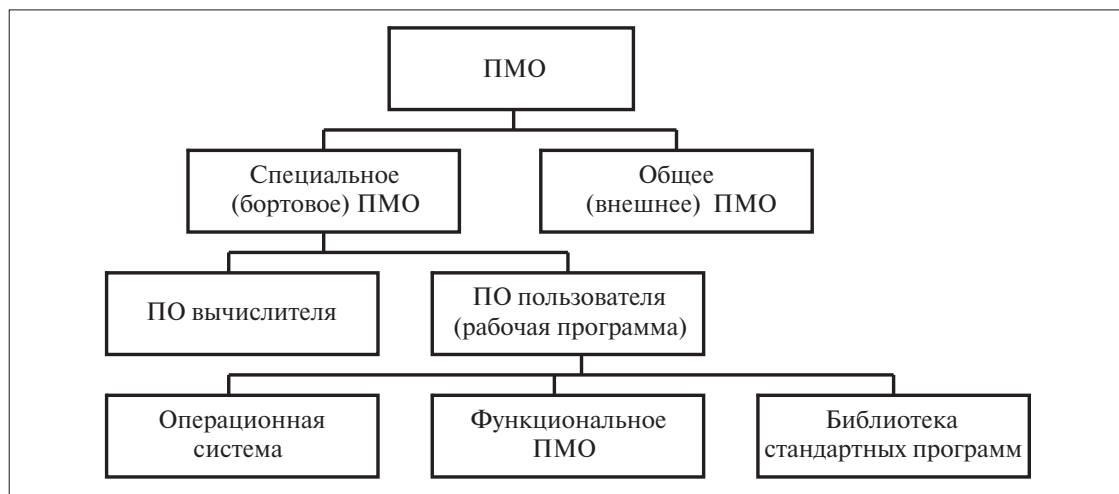 ПМО
Специальное
(бортовое) ПМО
Общее
(внешнее) ПМО
ПО вычислителя
ПО пользователя
(рабочая программа)
Операционная
система
Функциональное
ПМО
Библиотека
стандартных программ